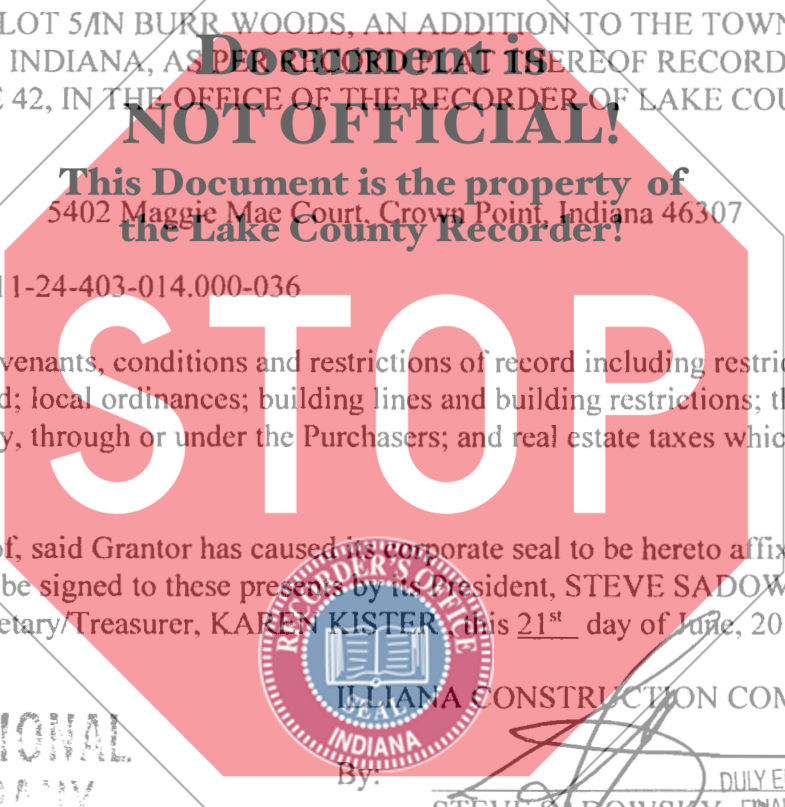 LOT 5/IN BURR WOODS, AN ADDITION TO THE TOWN
Document is
INDIANA, AS PER RECORD PLAT THEREOF RECORD
42, IN THE OFFICE OF THE RECORDER OF LAKE COU
NOT OFFICIAL!
This Document is the property of
5402 Maggie Mae Court, Crown Point, Indiana 46307
the Lake County Recorder!
11-24-403-014.000-036
STOP
venants, conditions and restrictions of record including restric
d; local ordinances; building lines and building restrictions; th
y, through or under the Purchasers; and real estate taxes whic
of, said Grantor has caused its corporate seal to be hereto affix
be signed to these presents by its President, STEVE SADOW
etary/Treasurer, KAREN KISTER, this 21st day of June, 20
RECORDER'S OFFICE
SEAL
INDIANA
ILLIANA CONSTRUCTION COM
By:
DULY E
STEVE SADOWSK